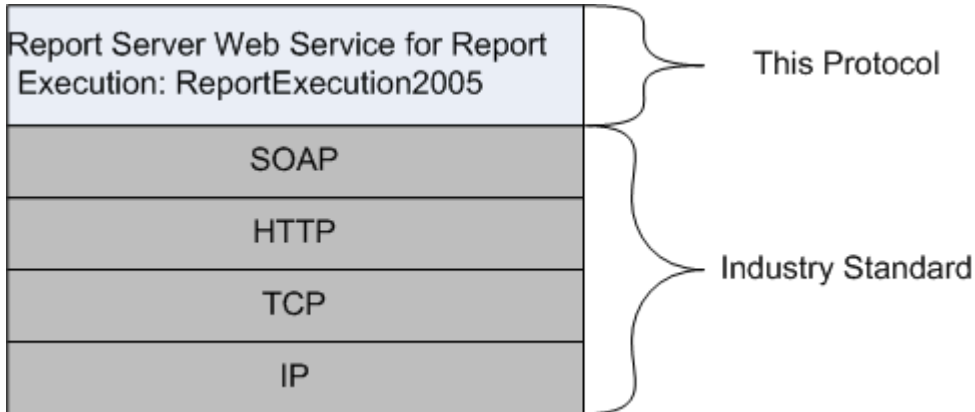 Report Server Web Service for Report
Execution: ReportExecution2005
This Protocol
SOAP
HTTP
TCP
IP
Industry Standard